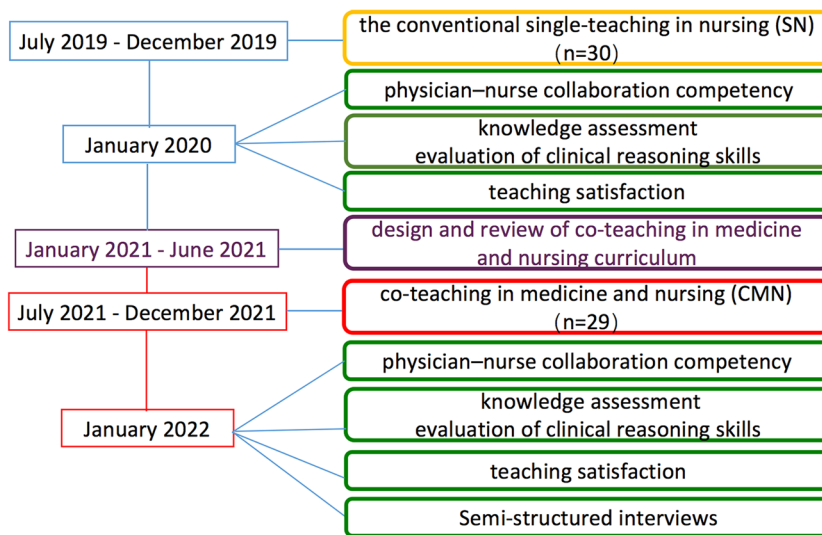 July 2019 - December 2019
the conventional single-teaching in nursing (SN)
(n=30)
January 2020
physician–nurse collaboration competency
knowledge assessment
evaluation of clinical reasoning skills
teaching satisfaction
January 2021 - June 2021
design and review of co-teaching in medicine
and nursing curriculum
July 2021 - December 2021
co-teaching in medicine and nursing (CMN)
(n=29)
January 2022
physician–nurse collaboration competency
knowledge assessment
evaluation of clinical reasoning skills
teaching satisfaction
Semi-structured interviews